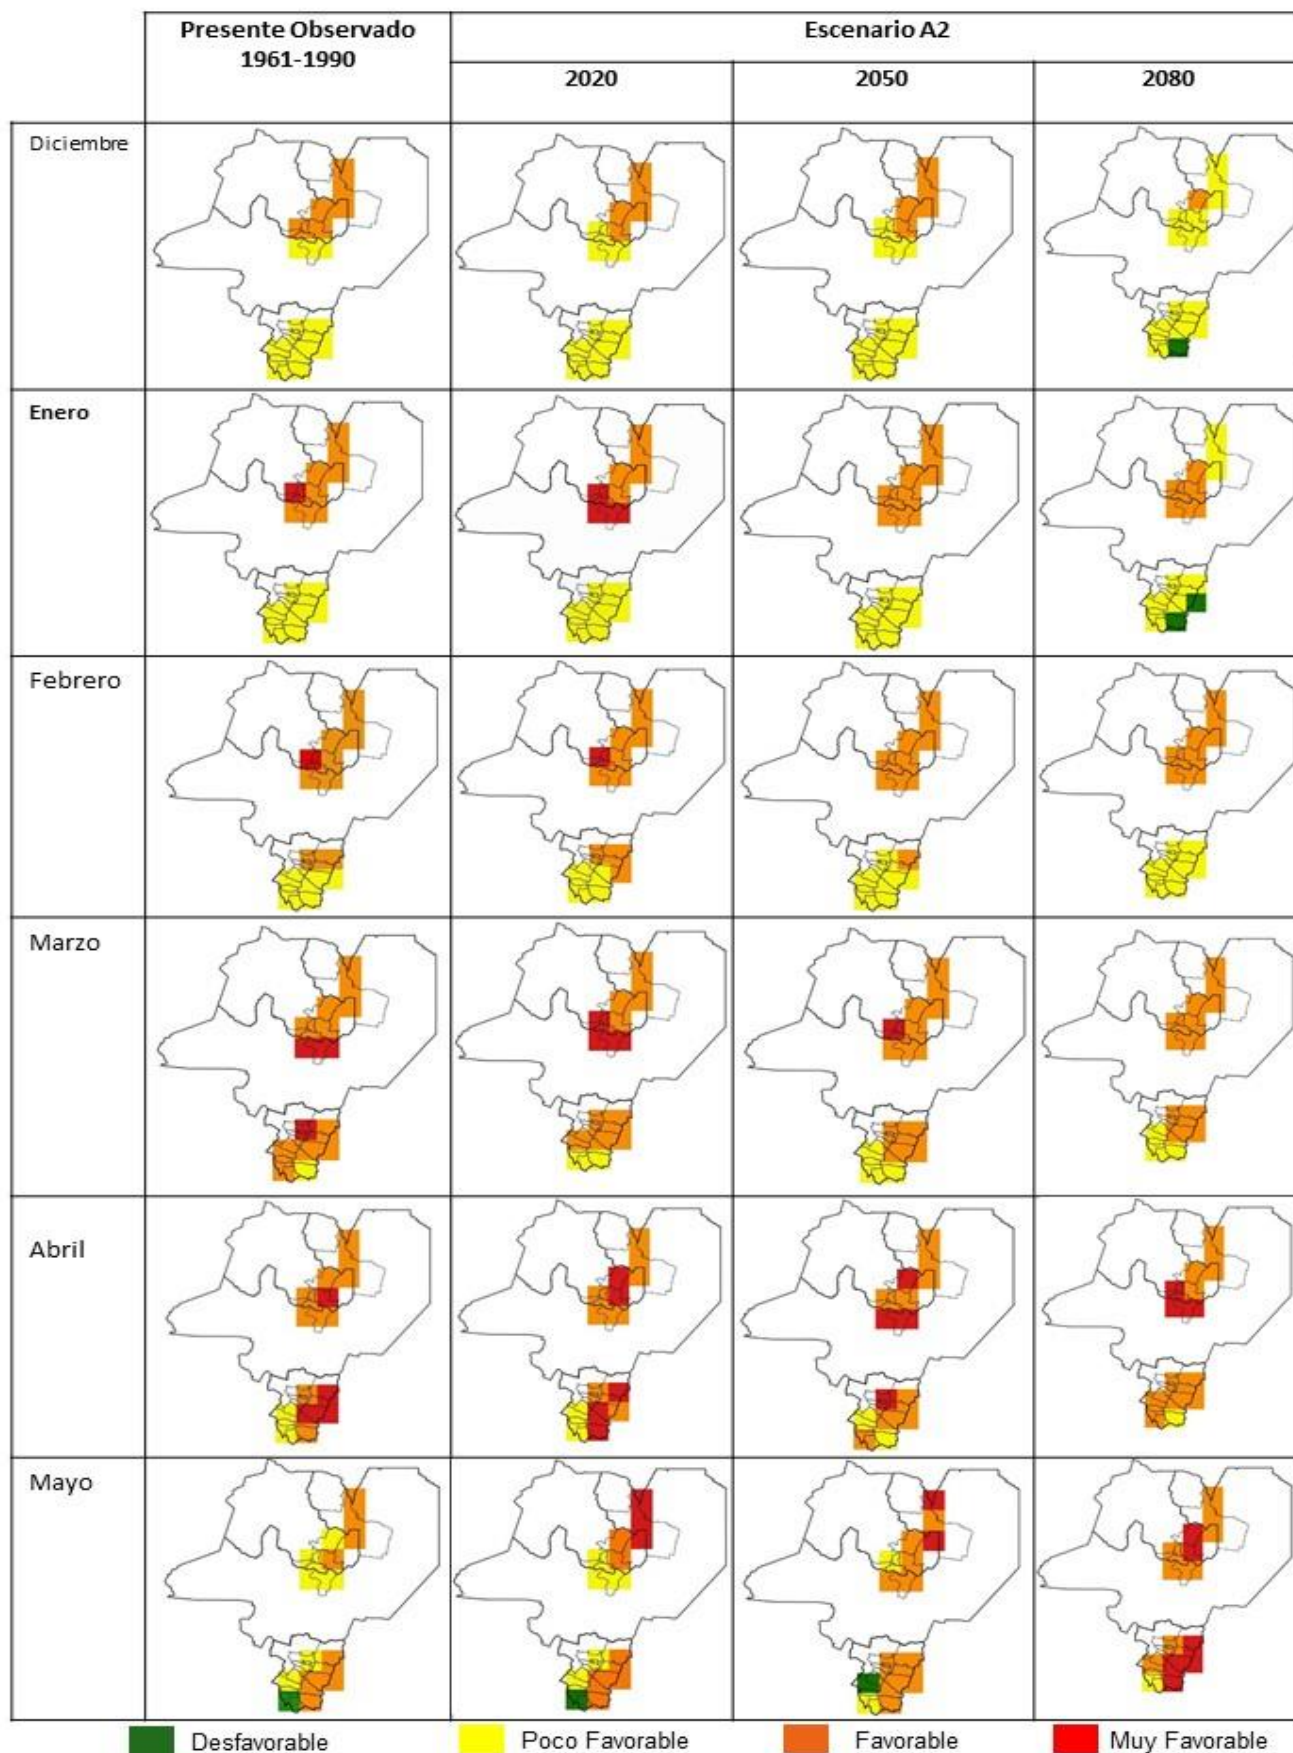 Presente Observado
1961-1990
Escenario A2
2020
2050
2080
Diciembre
Enero
Febrero
Marzo
Abril
Mayo
Desfavorable
Poco Favorable
Favorable
Muy Favorable